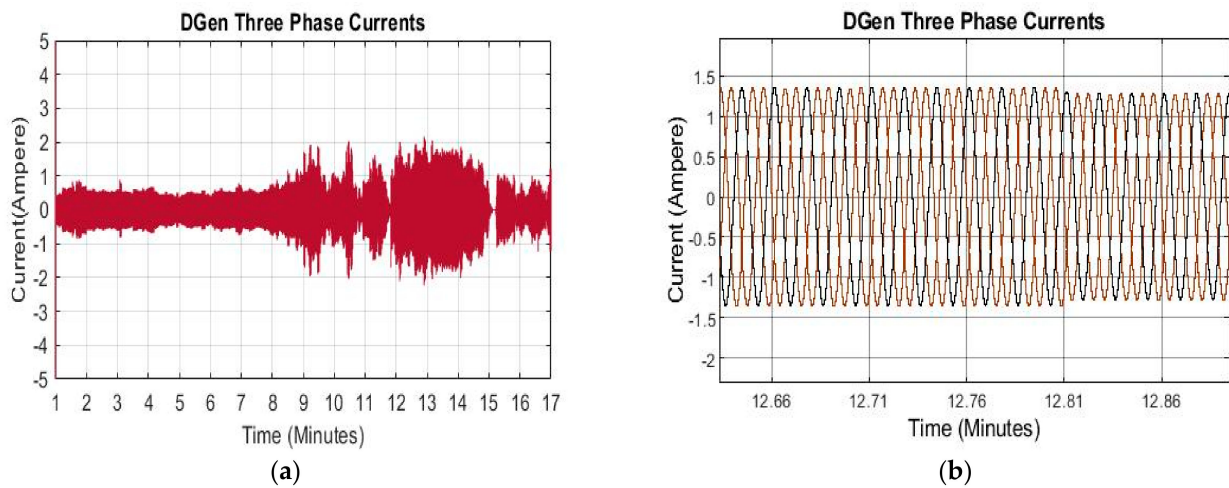 DGen Three Phase Currents
5
4
3
2
1
0
-1
-2
-3
-4
-5
Current(Ampere)
1 2 3 4 5 6 7 8 9 10 11 12 13 14 15 16 17
Time (Minutes)
(a)
DGen Three Phase Currents
1.5
1
0.5
0
-0.5
-1
-1.5
-2
Current (Ampere)
12.66 12.71 12.76 12.81 12.86
Time (Minutes)
(b)